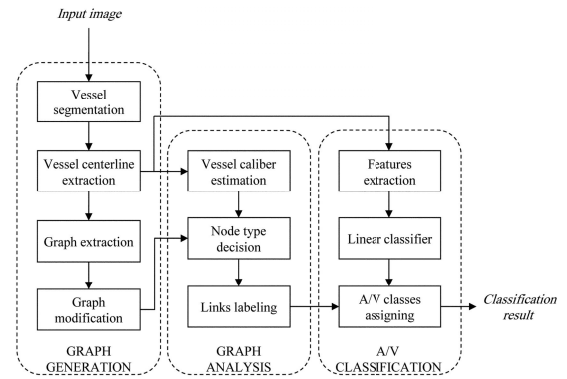 Input image
Vessel
segmentation
Vessel centerline
extraction
Graph extraction
Graph
modification
GRAPH
GENERATION
Vessel caliber
estimation
Node type
decision
Links labeling
GRAPH
ANALYSIS
Features
extraction
Linear classifier
A/V classes
assigning
A/V
CLASSIFICATION
Classification
result